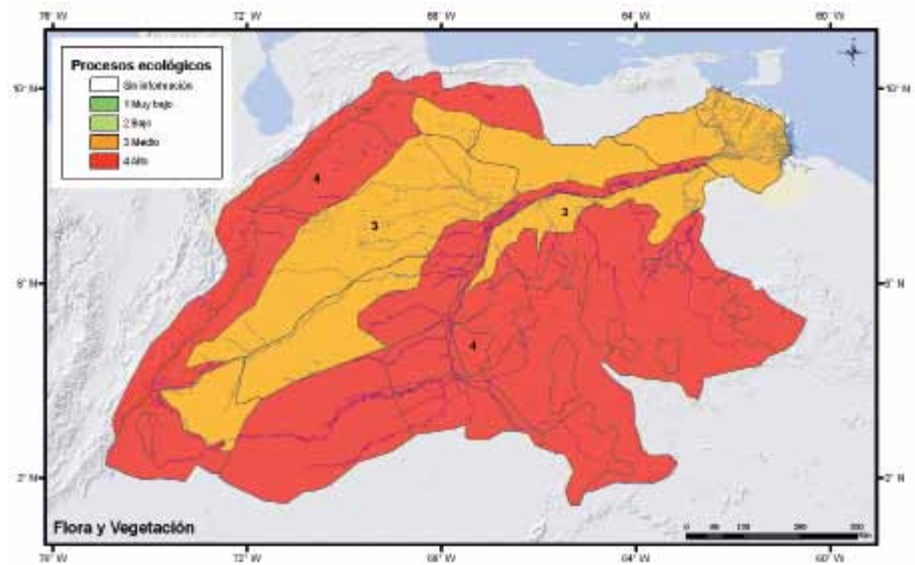 76° W 72° W 68° W 64° W 60° W
Procesos ecológicos
Sin información
1 Muy bajo
2 Bajo
3 Medio
4 Alto
10° N 10° N
4
3
3
6° N 6° N
4
2° N 2° N
Flora y Vegetación
0
76° W 72° W 68° W 64° W 60° W